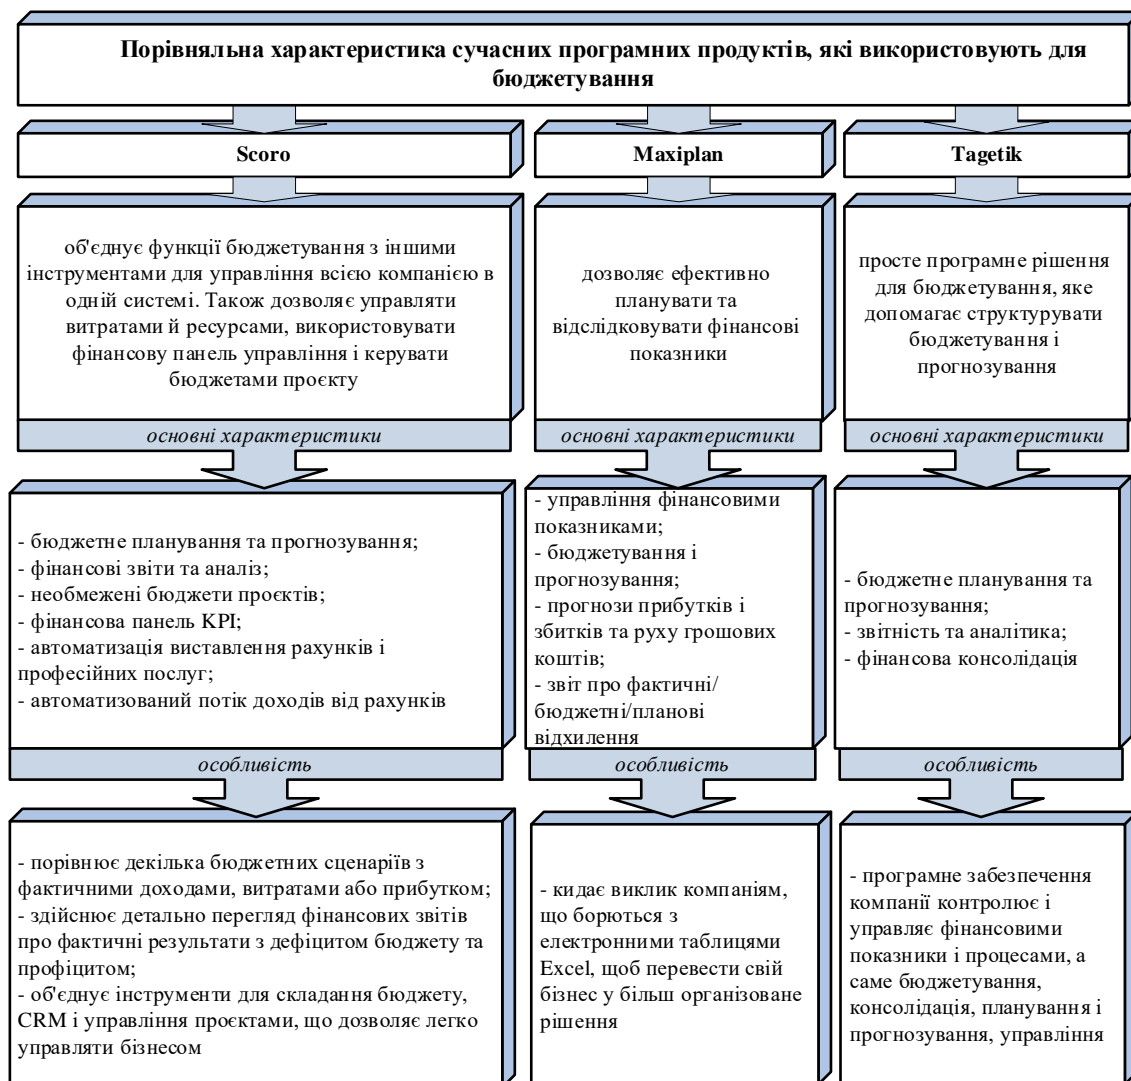 Порівняльна характеристика сучасних програмних продуктів, які використовують для
бюджетування
Scoro
Maxiplan
Tagetik
об'єднує функції бюджетування з іншими
інструментами для управління всією компанією в
одній системі. Також дозволяє управляти
витратами й ресурсами, використовувати
фінансову панель управління і керувати
бюджетами проєкту
дозволяє ефективно
планувати та
відслідковувати фінансові
показники
просте програмне рішення
для бюджетування, яке
допомагає структурувати
бюджетування і
прогнозування
основні характеристики
основні характеристики
основні характеристики
- бюджетне планування та прогнозування;
- фінансові звіти та аналіз;
- необмежені бюджети проєктів;
- фінансова панель KPI;
- автоматизація виставлення рахунків і
професійних послуг;
- автоматизований потік доходів від рахунків
- управління фінансовими
показниками;
- бюджетування і
прогнозування;
- прогнози прибутків і
збитків та руху грошових
коштів;
- звіт про фактичні/
бюджетні/планові
відхилення
- бюджетне планування та
прогнозування;
- звітність та аналітика;
- фінансова консолідація
особливість
особливість
особливість
- порівнює декілька бюджетних сценаріїв з
фактичними доходами, витратами або прибутком;
- здійснює детально перегляд фінансових звітів
про фактичні результати з дефіцитом бюджету та
профіцитом;
- об'єднує інструменти для складання бюджету,
CRM і управління проєктами, що дозволяє легко
управляти бізнесом
- кидає виклик компаніям,
що борються з
електронними таблицями
Excel, щоб перевести свій
бізнес у більш організоване
рішення
- програмне забезпечення
компанії контролює і
управляє фінансовими
показники і процесами, а
саме бюджетування,
консолідація, планування і
прогнозування, управління